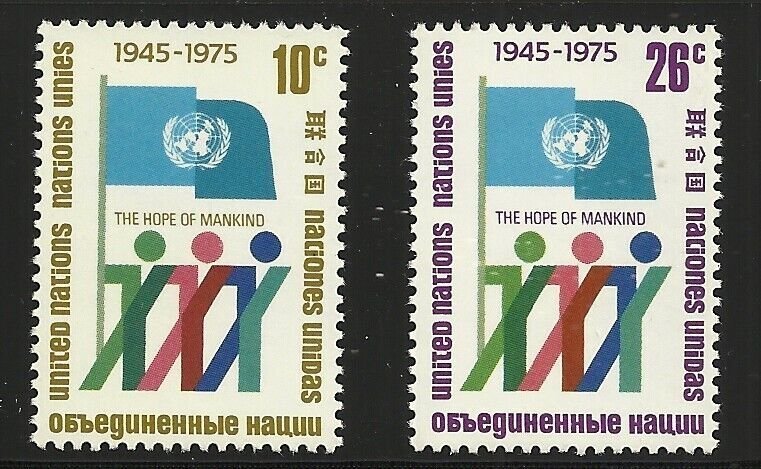 1945-1975 10c
united nations nations unies
联合国 naciones unidas
THE HOPE OF MANKIND
объединенные нации
1945-1975 26c
united nations nations unies
联合国 naciones unidas
THE HOPE OF MANKIND
объединенные нации